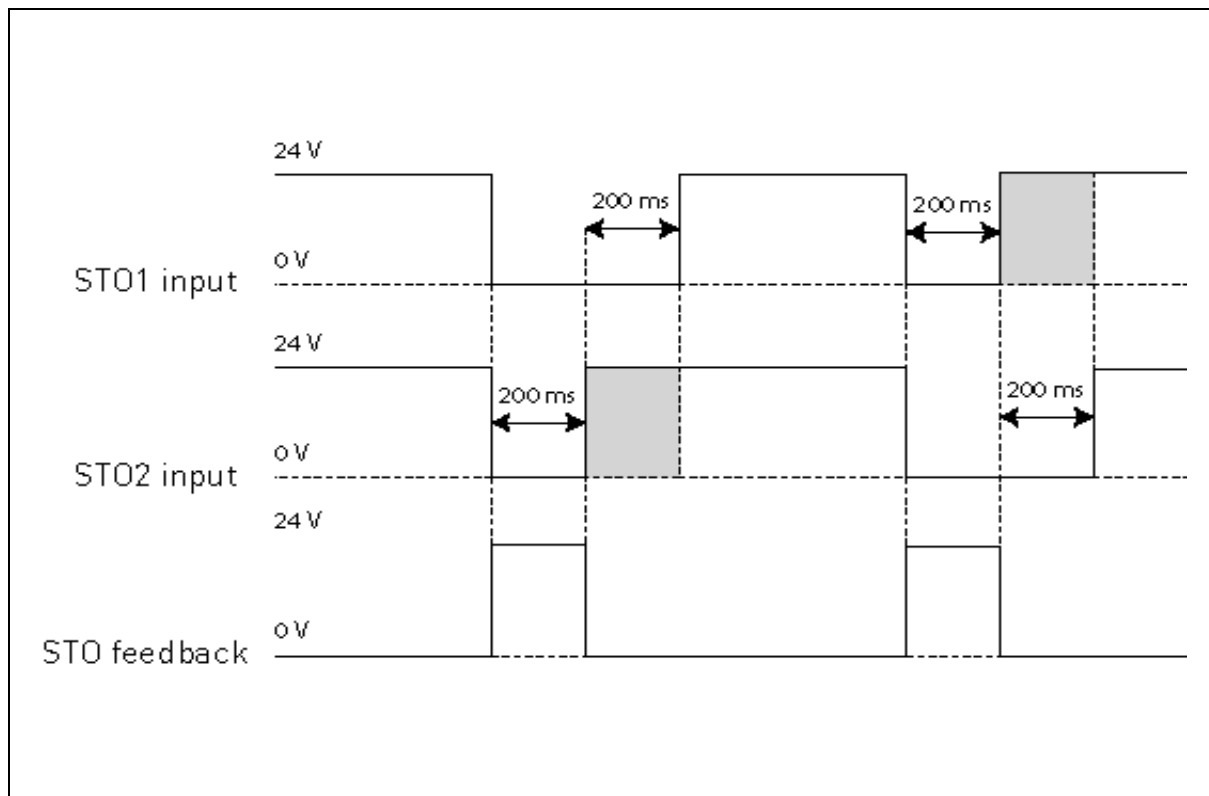 24 V
200 ms
200 ms
0 V
STO1 input
24 V
200 ms
200 ms
0 V
STO2 input
24 V
0 V
STO feedback